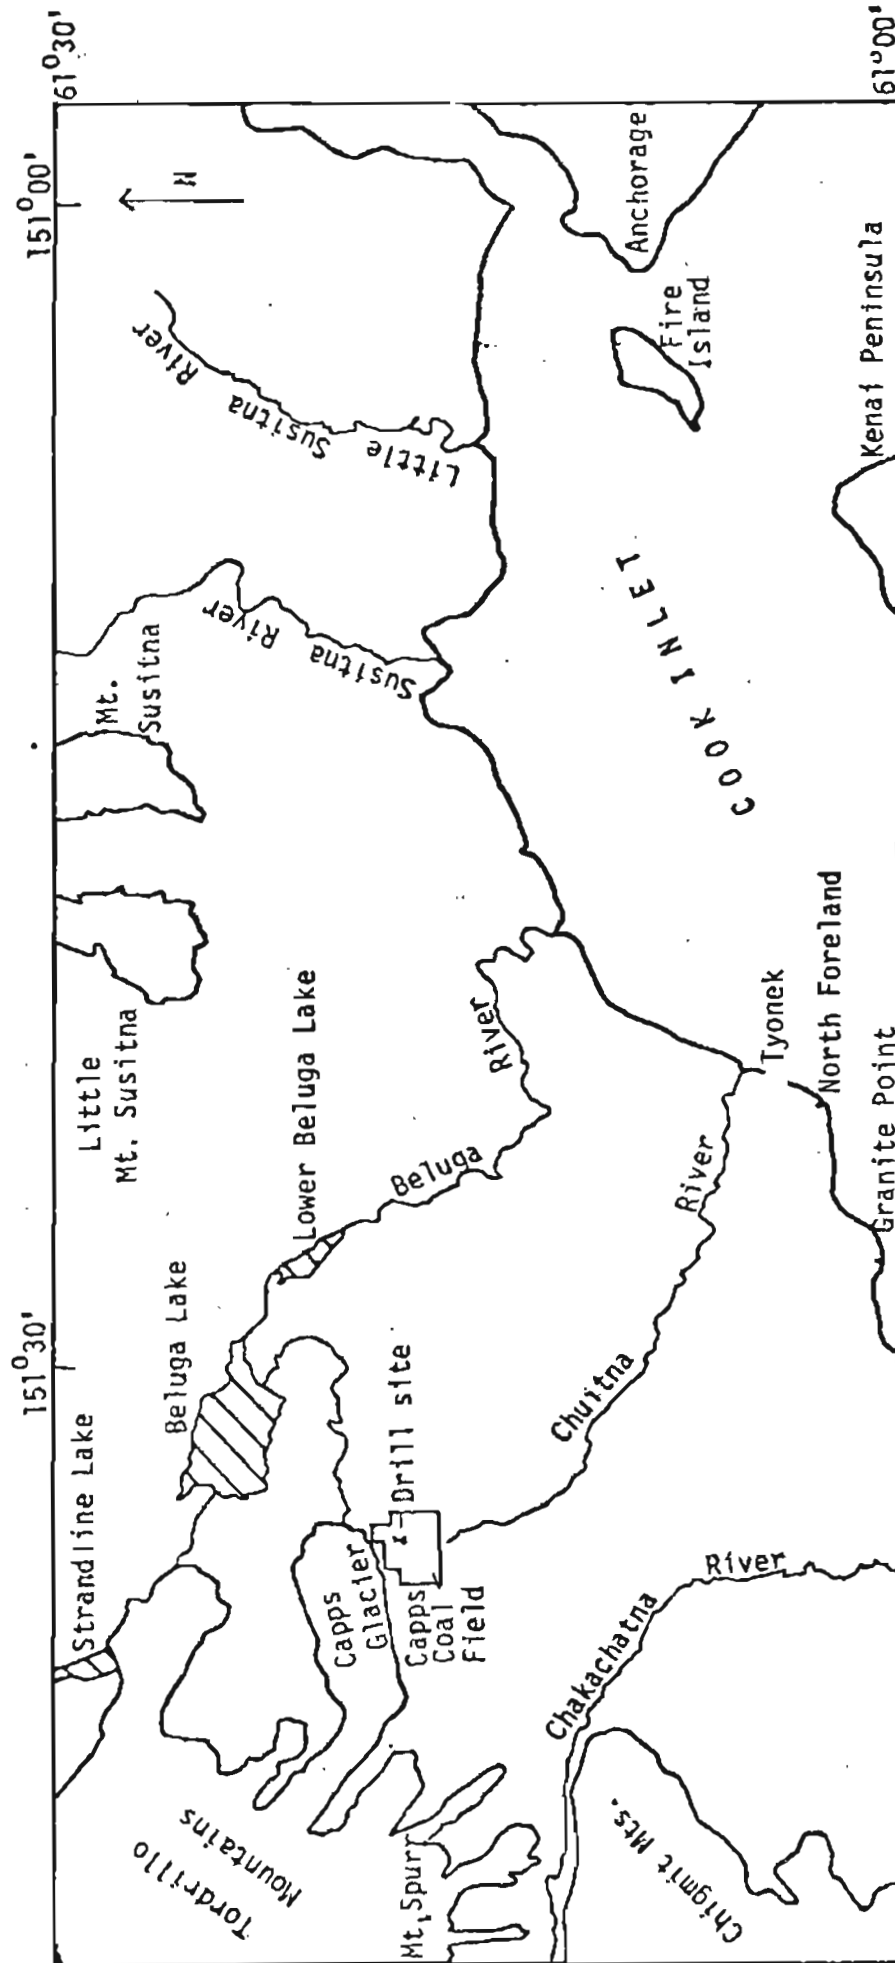 151°30'
151°00'
61°30'
Strandline Lake
Beluga Lake
Little
Mt. Susitna
Mt.
Susitna
N
Lower Beluga Lake
Susitna River
Little Susitna River
Tordrillo
Mountains
Capps
Glacier
Drill site
Capps
Coal
Field
Beluga River
Mt. Spurr
Chuitna River
Chakachatna River
Chigmit Mts.
COOK INLET
Anchorage
Fire
Island
Tyonek
North Foreland
Granite Point
Kenai Peninsula
61°00'